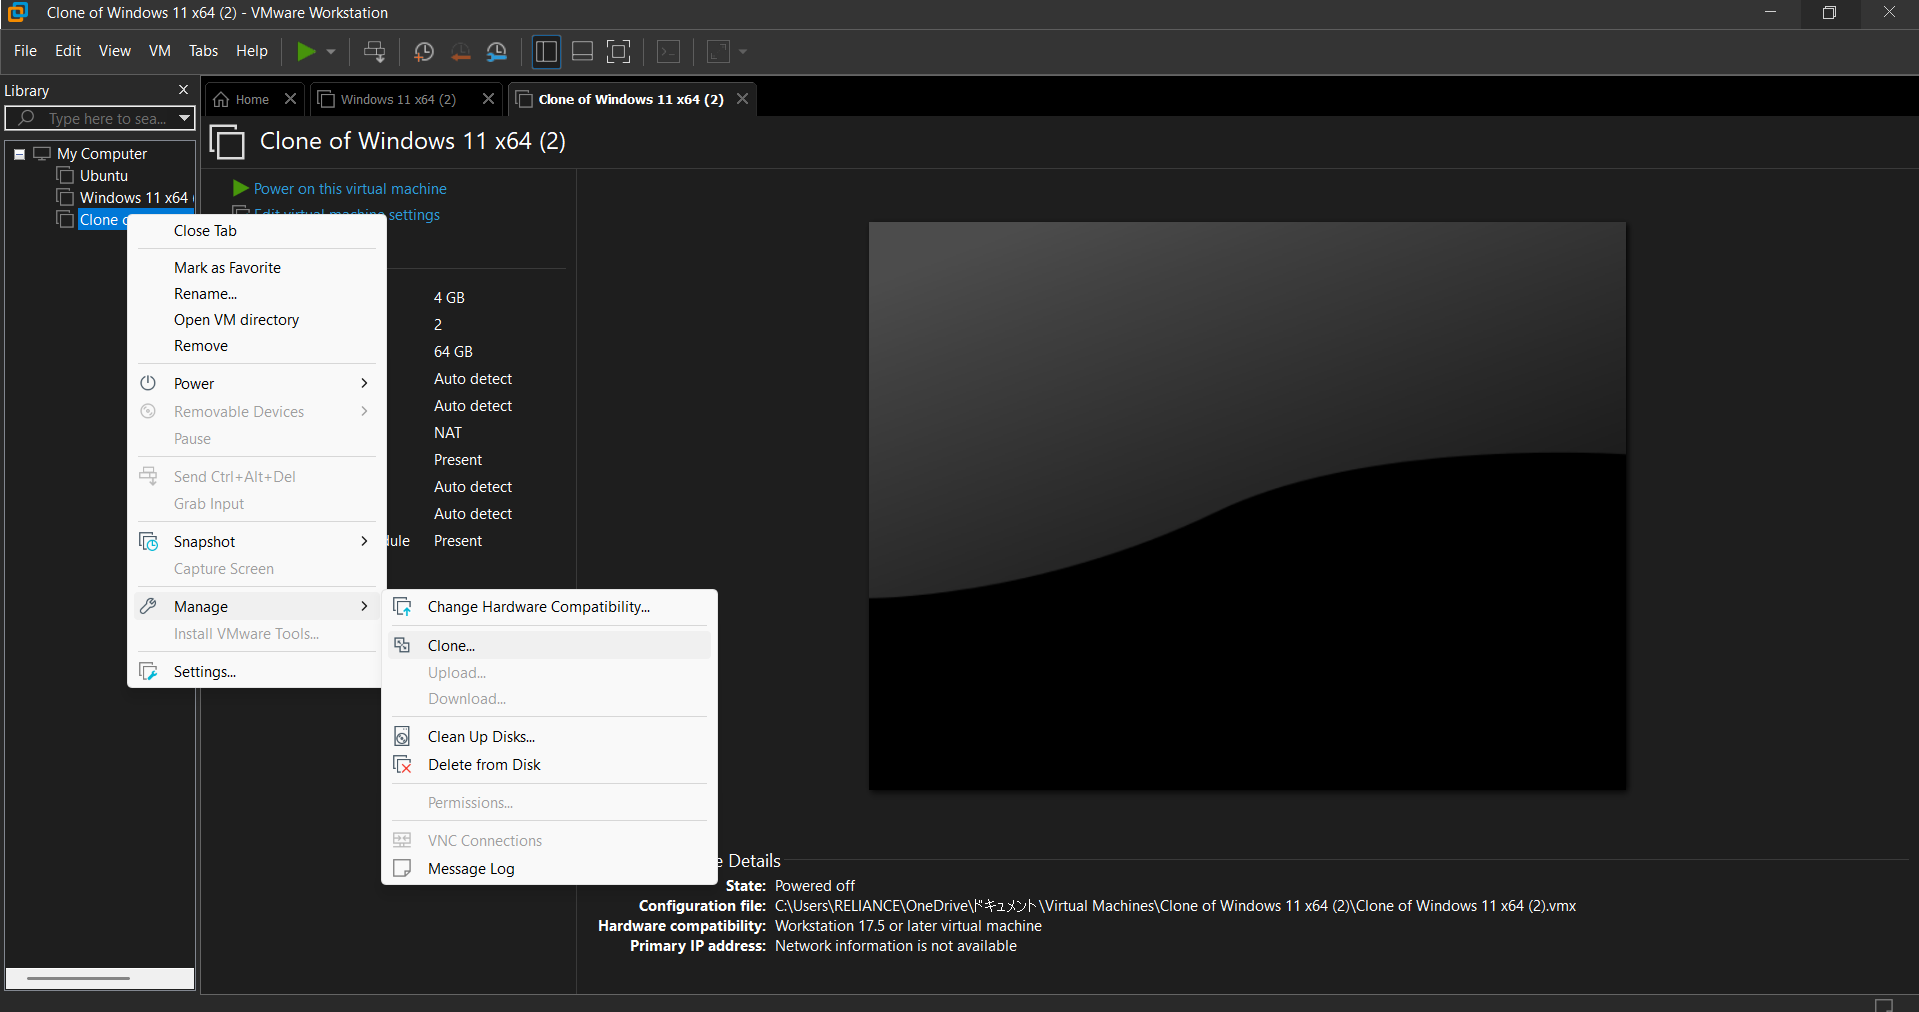 Clone of Windows 11 x64 (2) - VMware Workstation
File Edit View VM Tabs Help
Library
Type here to sea...
Home
Windows 11 x64 (2)
Clone of Windows 11 x64 (2)
Clone of Windows 11 x64 (2)
My Computer
Ubuntu
Windows 11 x64
Clone
Power on this virtual machine
Edit virtual machine settings
4 GB
2
64 GB
Auto detect
Auto detect
NAT
Present
Auto detect
Auto detect
dule Present
Close Tab
Mark as Favorite
Rename...
Open VM directory
Remove
Power
Removable Devices
Pause
Send Ctrl+Alt+Del
Grab Input
Snapshot
Capture Screen
Manage
Install VMware Tools...
Settings...
Change Hardware Compatibility...
Clone...
Upload...
Download...
Clean Up Disks...
Delete from Disk
Permissions...
VNC Connections
Message Log
e Details
State: Powered off
Configuration file: C:\Users\RELIANCE\OneDrive\ドキュメント\Virtual Machines\Clone of Windows 11 x64 (2)\Clone of Windows 11 x64 (2).vmx
Hardware compatibility: Workstation 17.5 or later virtual machine
Primary IP address: Network information is not available